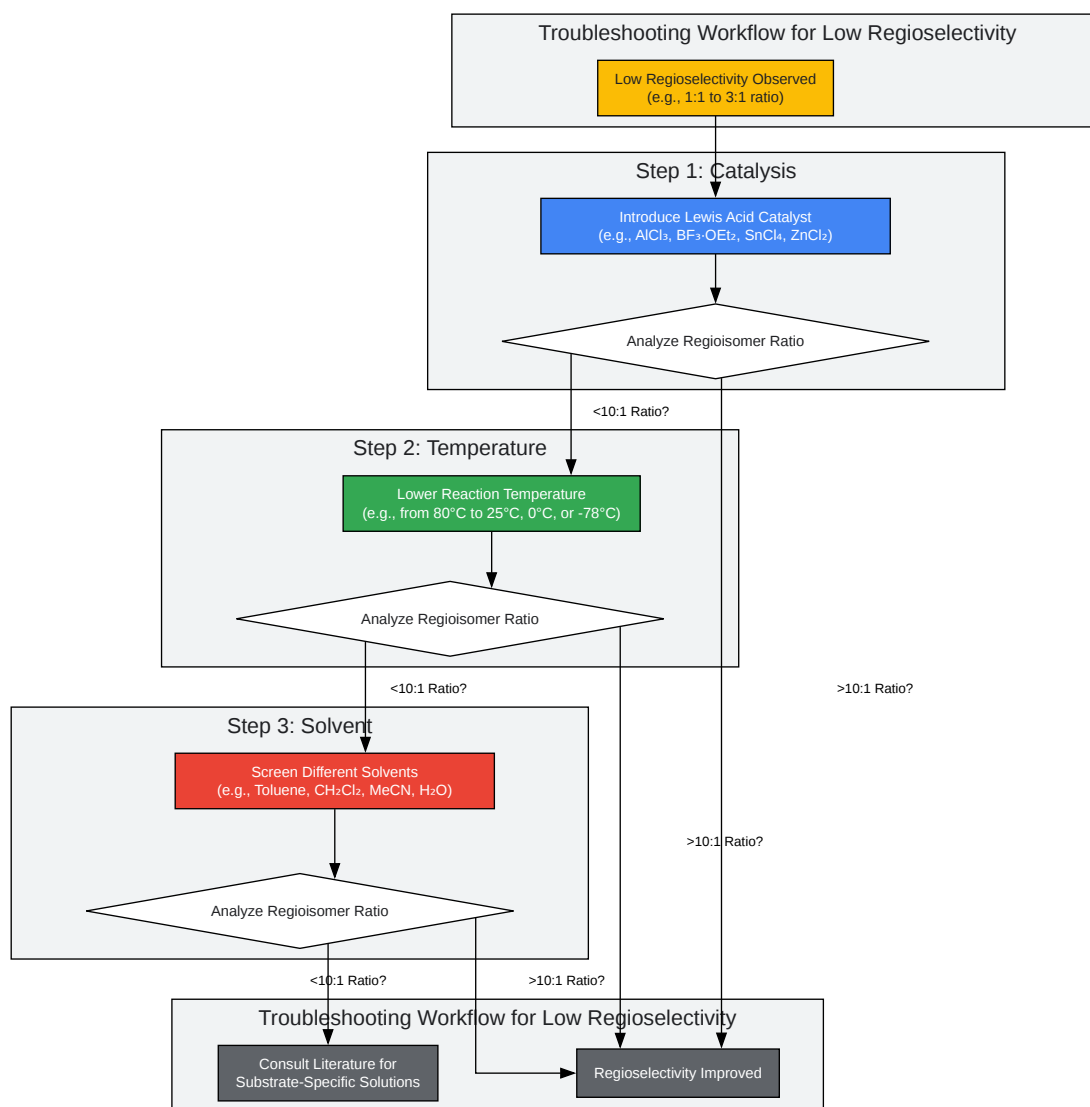 Troubleshooting Workflow for Low Regioselectivity
Low Regioselectivity Observed
(e.g., 1:1 to 3:1 ratio)
Step 1: Catalysis
Introduce Lewis Acid Catalyst
(e.g., AlCl₃, BF₃·OEt₂, SnCl₄, ZnCl₂)
Analyze Regioisomer Ratio
<10:1 Ratio?
Step 2: Temperature
Lower Reaction Temperature
(e.g., from 80°C to 25°C, 0°C, or -78°C)
Analyze Regioisomer Ratio
<10:1 Ratio?
>10:1 Ratio?
Step 3: Solvent
Screen Different Solvents
(e.g., Toluene, CH₂Cl₂, MeCN, H₂O)
>10:1 Ratio?
Analyze Regioisomer Ratio
<10:1 Ratio?
>10:1 Ratio?
Troubleshooting Workflow for Low Regioselectivity
Consult Literature for
Substrate-Specific Solutions
Regioselectivity Improved